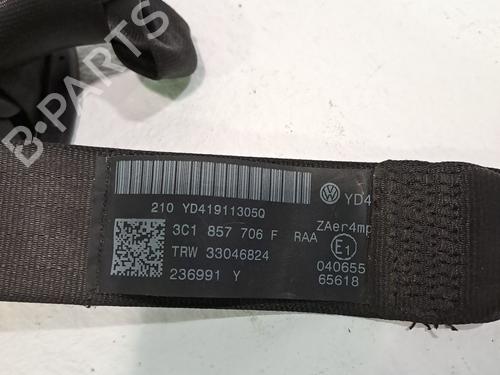 B-PARTS
210 YD419113050
YD4
3C1 857 706 F RAA
ZAer4mp
TRW 33046824
E1
236991 Y
040655
65618